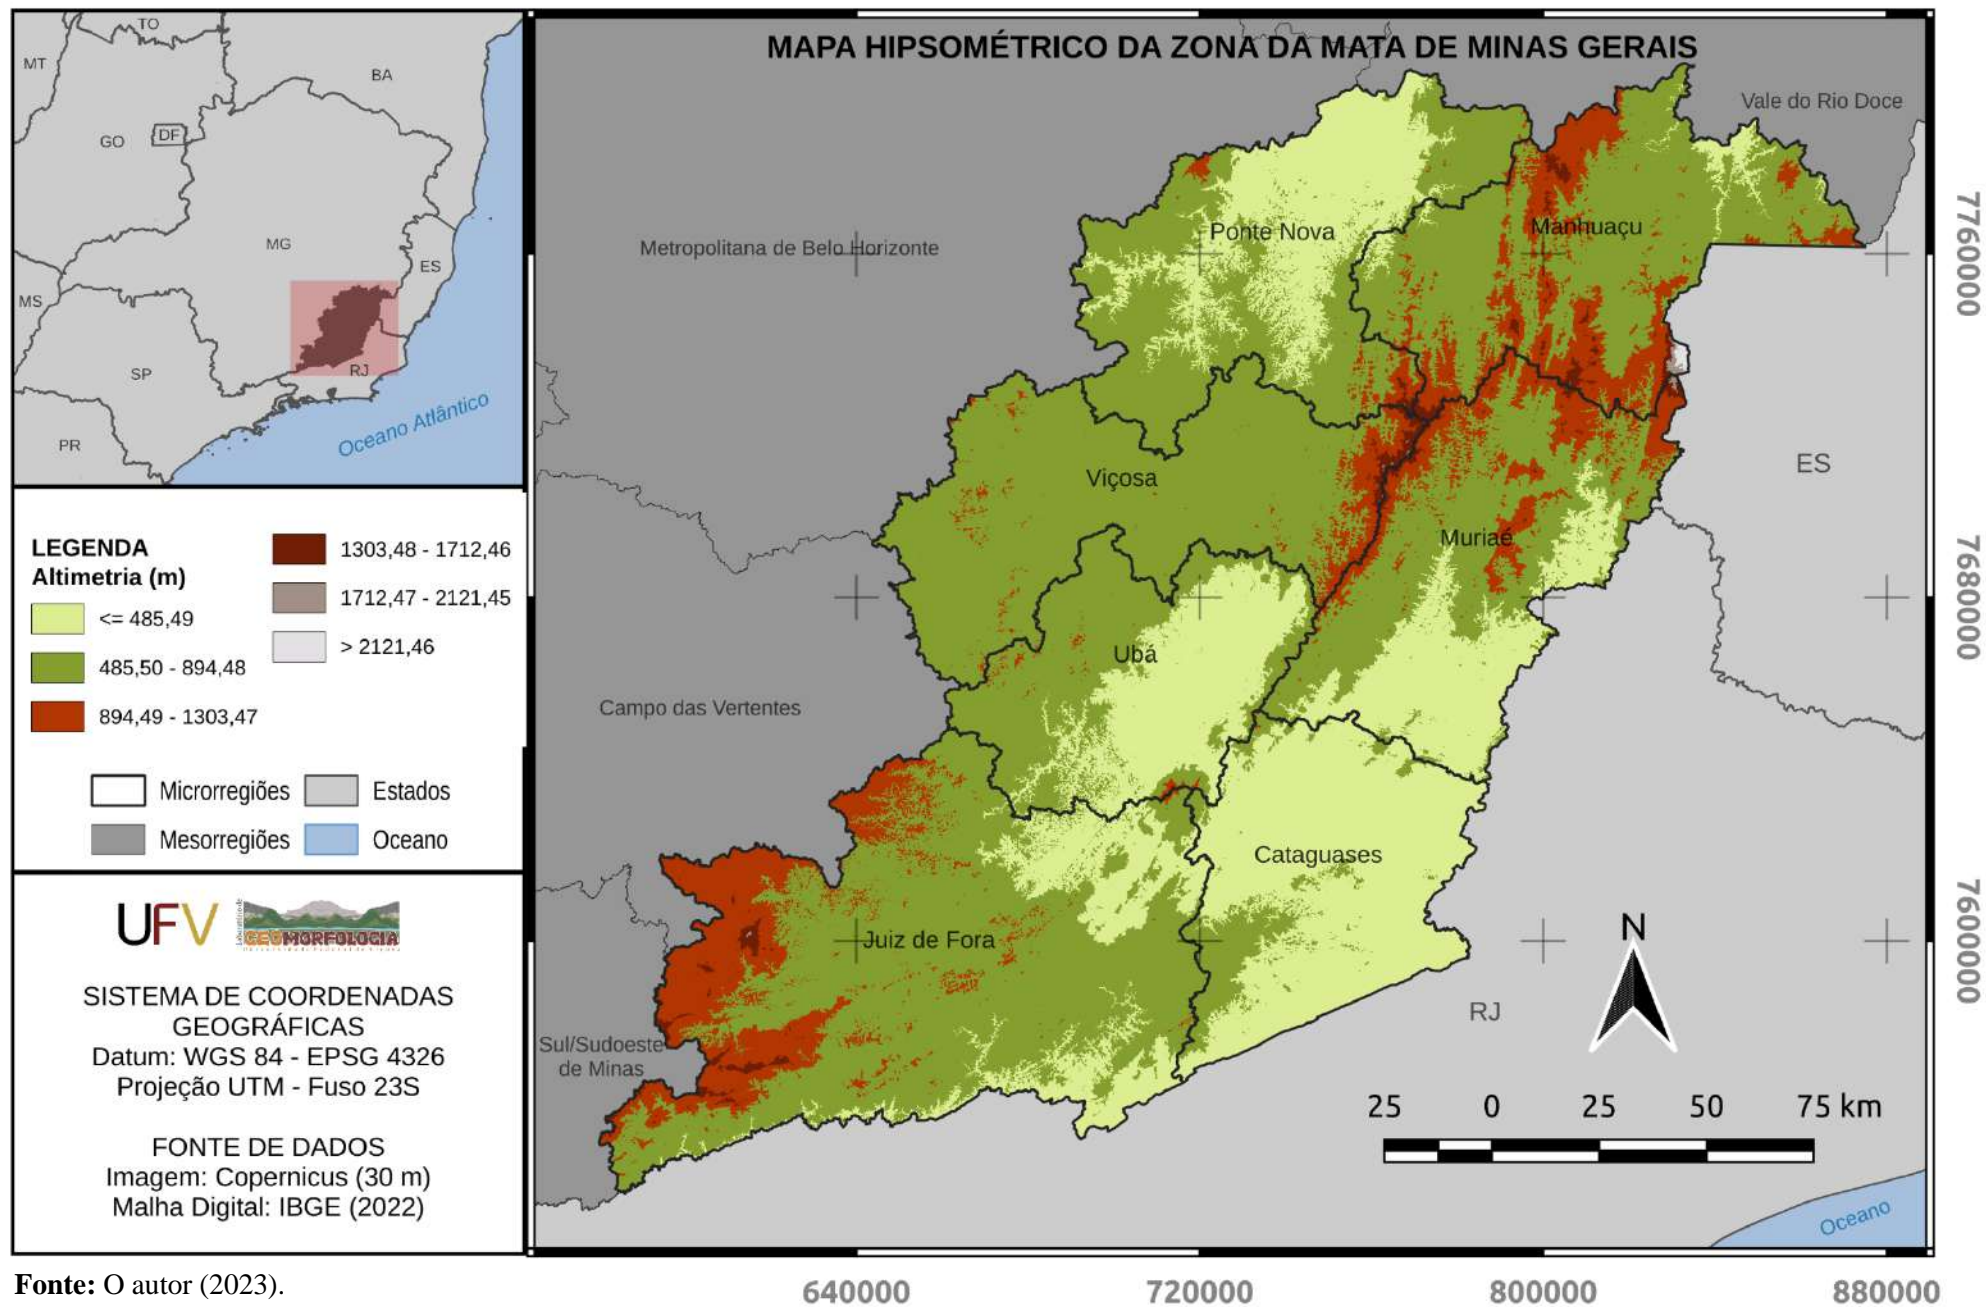 MAPA HIPSOMÉTRICO DA ZONA DA MATA DE MINAS GERAIS
TO
MT
BA
GO
DF
MG
ES
MS
SP
RJ
PR
Oceano Atlântico
LEGENDA
Altimetria (m)
<= 485,49
485,50 - 894,48
894,49 - 1303,47
1303,48 - 1712,46
1712,47 - 2121,45
> 2121,46
Microrregiões
Estados
Mesorregiões
Oceano
UFV
GEOMORFOLOGIA
SISTEMA DE COORDENADAS
GEOGRÁFICAS
Datum: WGS 84 - EPSG 4326
Projeção UTM - Fuso 23S
FONTE DE DADOS
Imagem: Copernicus (30 m)
Malha Digital: IBGE (2022)
Vale do Rio Doce
Metropolitana de Belo Horizonte
Ponte Nova
Manhuaçu
Viçosa
ES
Muriaé
Ubá
Campo das Vertentes
Cataguases
Juiz de Fora
N
RJ
Sul/Sudoeste
de Minas
25 0 25 50 75 km
Oceano
7760000
7680000
7600000
640000 720000 800000 880000
Fonte: O autor (2023).